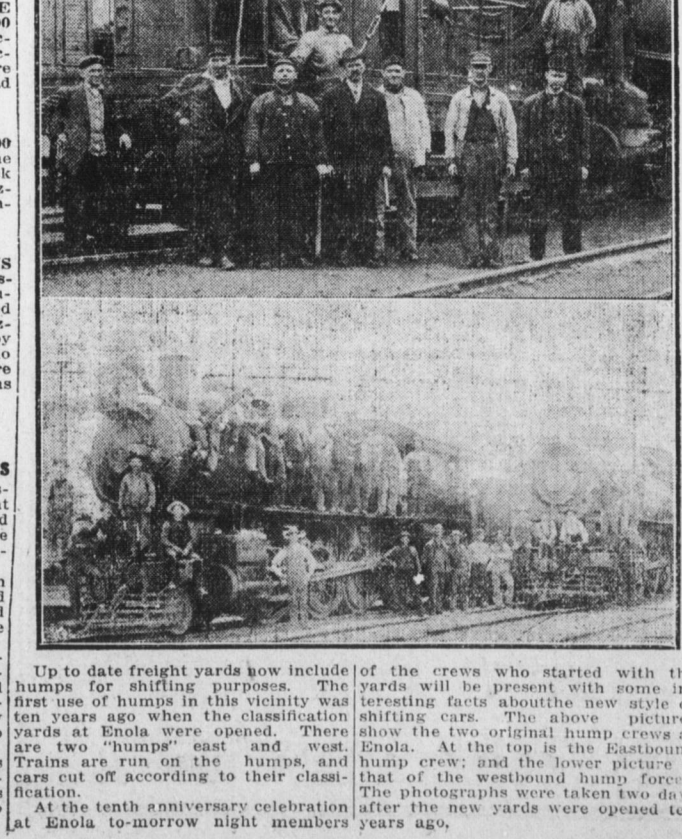 Up to date freight yards now include
humps for shifting purposes. The
first use of humps in this vicinity was
ten years ago when the classification
yards at Enola were opened. There
are two "humps" east and west.
Trains are run on the humps, and
cars cut off according to their classi-
fication.
At the tenth anniversary celebration
at Enola to-morrow night members
of the crews who started with th
yards will be present with some in
teresting facts aboutthe new style
shifting cars. The above picture
show the two original hump crews a
Enola. At the top is the Eastboun
hump crew; and the lower picture
that of the westbound hump force
The photographs were taken two day
after the new yards were opened te
years ago.